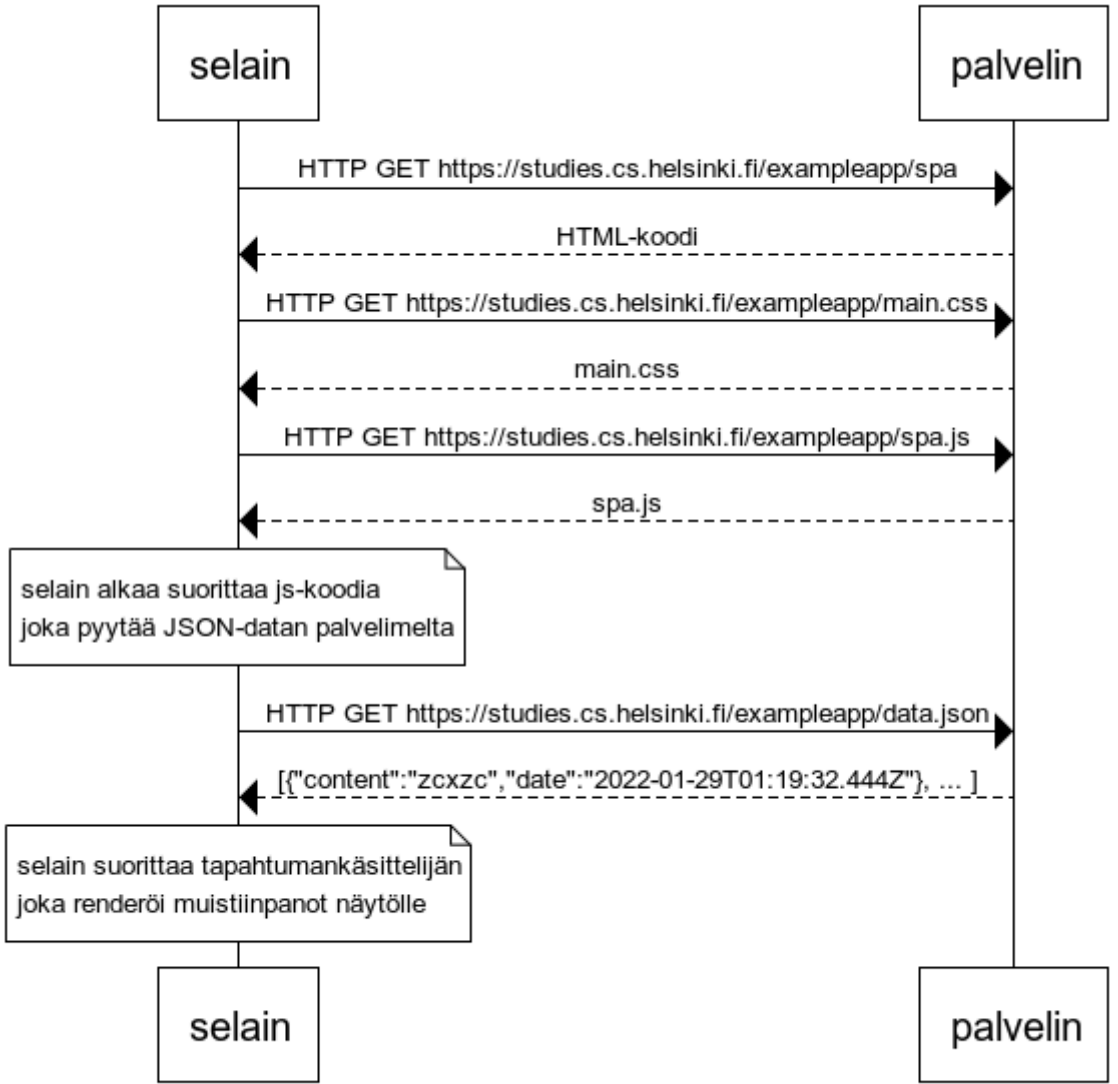 selain
palvelin
HTTP GET https://studies.cs.helsinki.fi/exampleapp/spa
HTML-koodi
HTTP GET https://studies.cs.helsinki.fi/exampleapp/main.css
main.css
HTTP GET https://studies.cs.helsinki.fi/exampleapp/spa.js
spa.js
selain alkaa suorittaa js-koodia
joka pyytää JSON-datan palvelimelta
HTTP GET https://studies.cs.helsinki.fi/exampleapp/data.json
[{"content":"zcxzc","date":"2022-01-29T01:19:32.444Z"}, ... ]
selain suorittaa tapahtumankäsittelijän
joka renderöi muistiinpanot näytölle
selain
palvelin